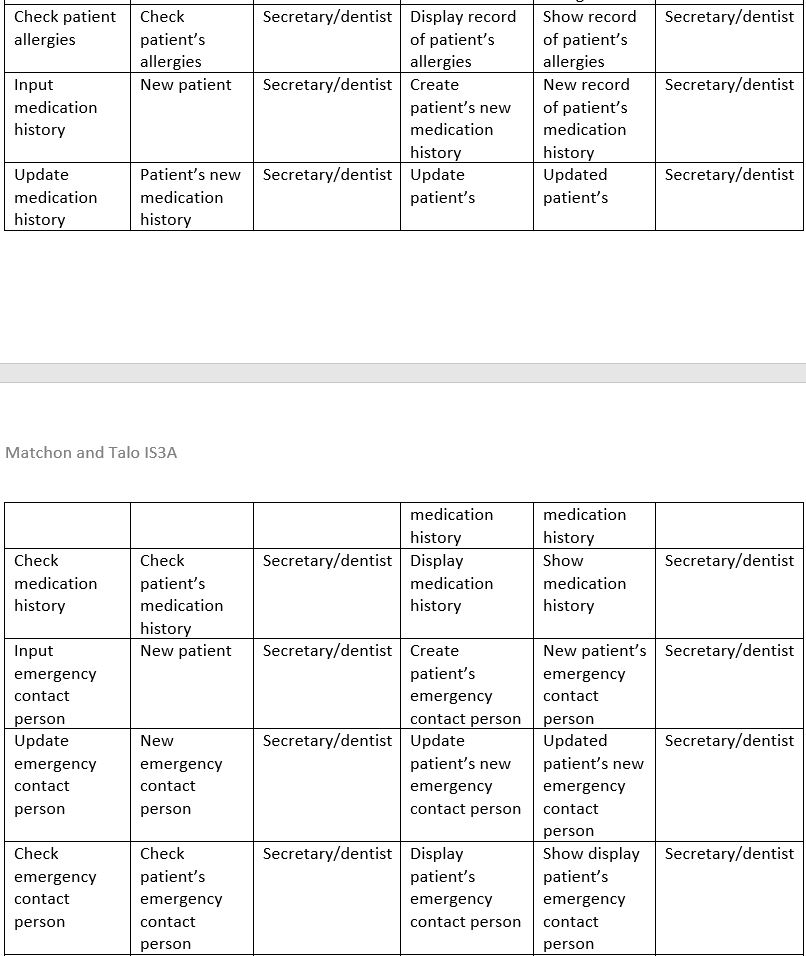 Check patient allergies | Check patient’s allergies | Secretary/dentist | Display record of patient’s allergies | Show record of patient’s allergies | Secretary/dentist
Input medication history | New patient | Secretary/dentist | Create patient’s new medication history | New record of patient’s medication history | Secretary/dentist
Update medication history | Patient’s new medication history | Secretary/dentist | Update patient’s | Updated patient’s | Secretary/dentist
Matchon and Talo IS3A
medication history | medication history
Check medication history | Check patient’s medication history | Secretary/dentist | Display medication history | Show medication history | Secretary/dentist
Input emergency contact person | New patient | Secretary/dentist | Create patient’s emergency contact person | New patient’s emergency contact person | Secretary/dentist
Update emergency contact person | New emergency contact person | Secretary/dentist | Update patient’s new emergency contact person | Updated patient’s new emergency contact person | Secretary/dentist
Check emergency contact person | Check patient’s emergency contact person | Secretary/dentist | Display patient’s emergency contact person | Show display patient’s emergency contact person | Secretary/dentist